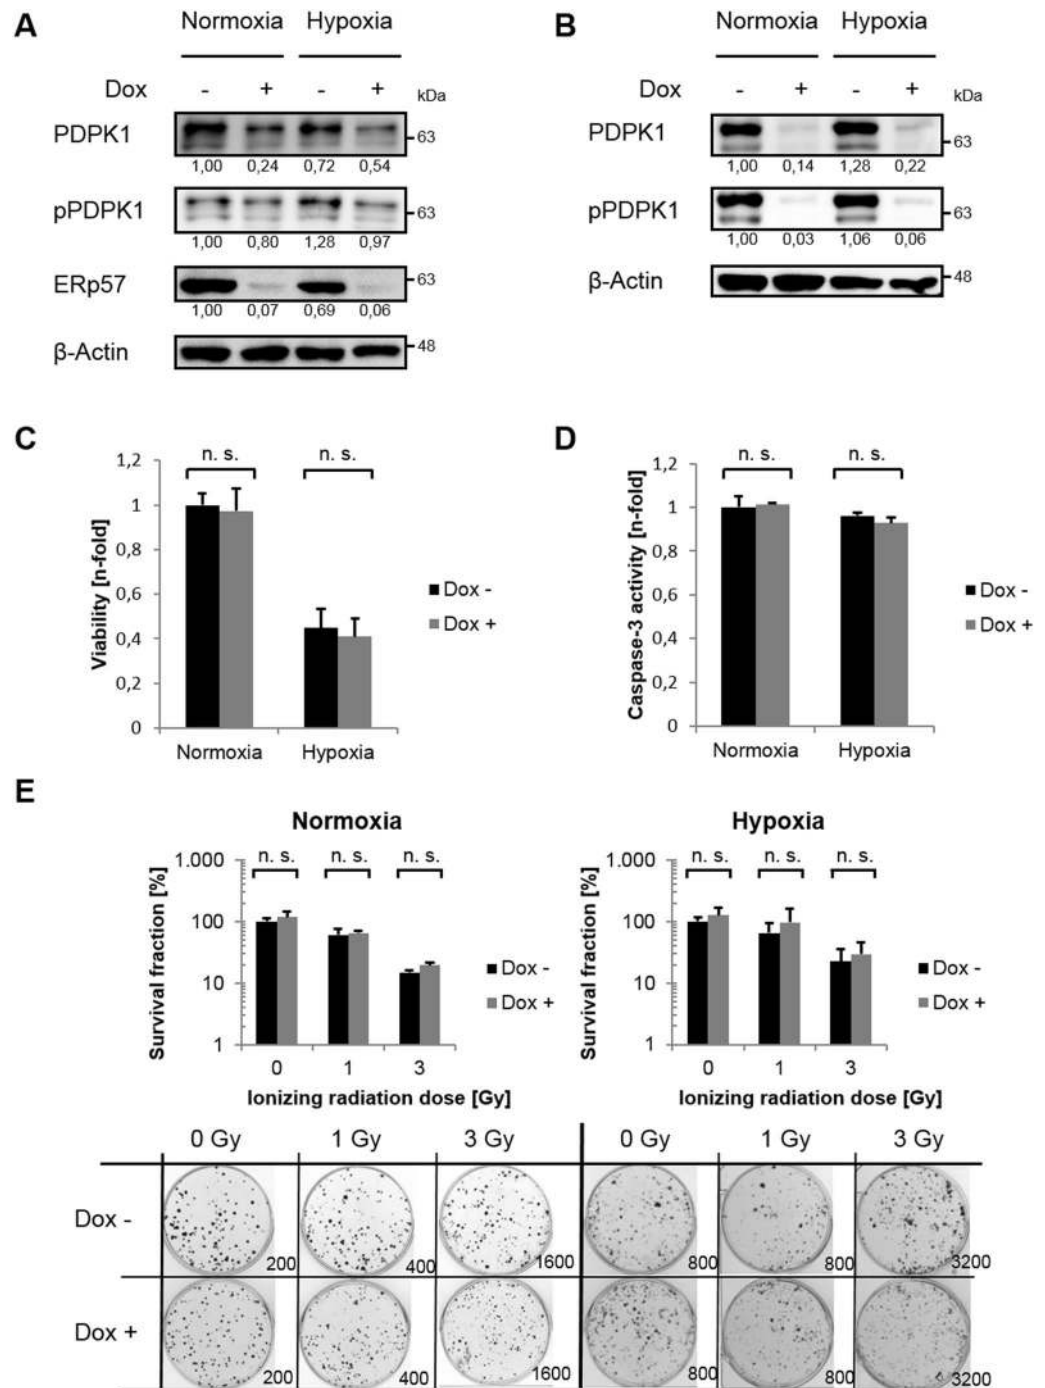 A
Normoxia Hypoxia
Dox - + - + kDa
PDPK1 63
1,00 0,24 0,72 0,54
pPDPK1 63
1,00 0,80 1,28 0,97
ERp57 63
1,00 0,07 0,69 0,06
β-Actin 48
B
Normoxia Hypoxia
Dox - + - + kDa
PDPK1 63
1,00 0,14 1,28 0,22
pPDPK1 63
1,00 0,03 1,06 0,06
β-Actin 48
C
n. s. n. s.
Viability [n-fold]
1,2
1
0,8
0,6
0,4
0,2
0
Normoxia Hypoxia
Dox -
Dox +
D
n. s. n. s.
Caspase-3 activity [n-fold]
1,2
1
0,8
0,6
0,4
0,2
0
Normoxia Hypoxia
Dox -
Dox +
E
Normoxia
n. s. n. s. n. s.
Survival fraction [%]
1.000
100
10
1
0 1 3
Ionizing radiation dose [Gy]
Dox -
Dox +
Hypoxia
n. s. n. s. n. s.
Survival fraction [%]
1.000
100
10
1
0 1 3
Ionizing radiation dose [Gy]
Dox -
Dox +
0 Gy 1 Gy 3 Gy 0 Gy 1 Gy 3 Gy
Dox -
200 400 1600 800 800 3200
Dox +
200 400 1600 800 800 3200